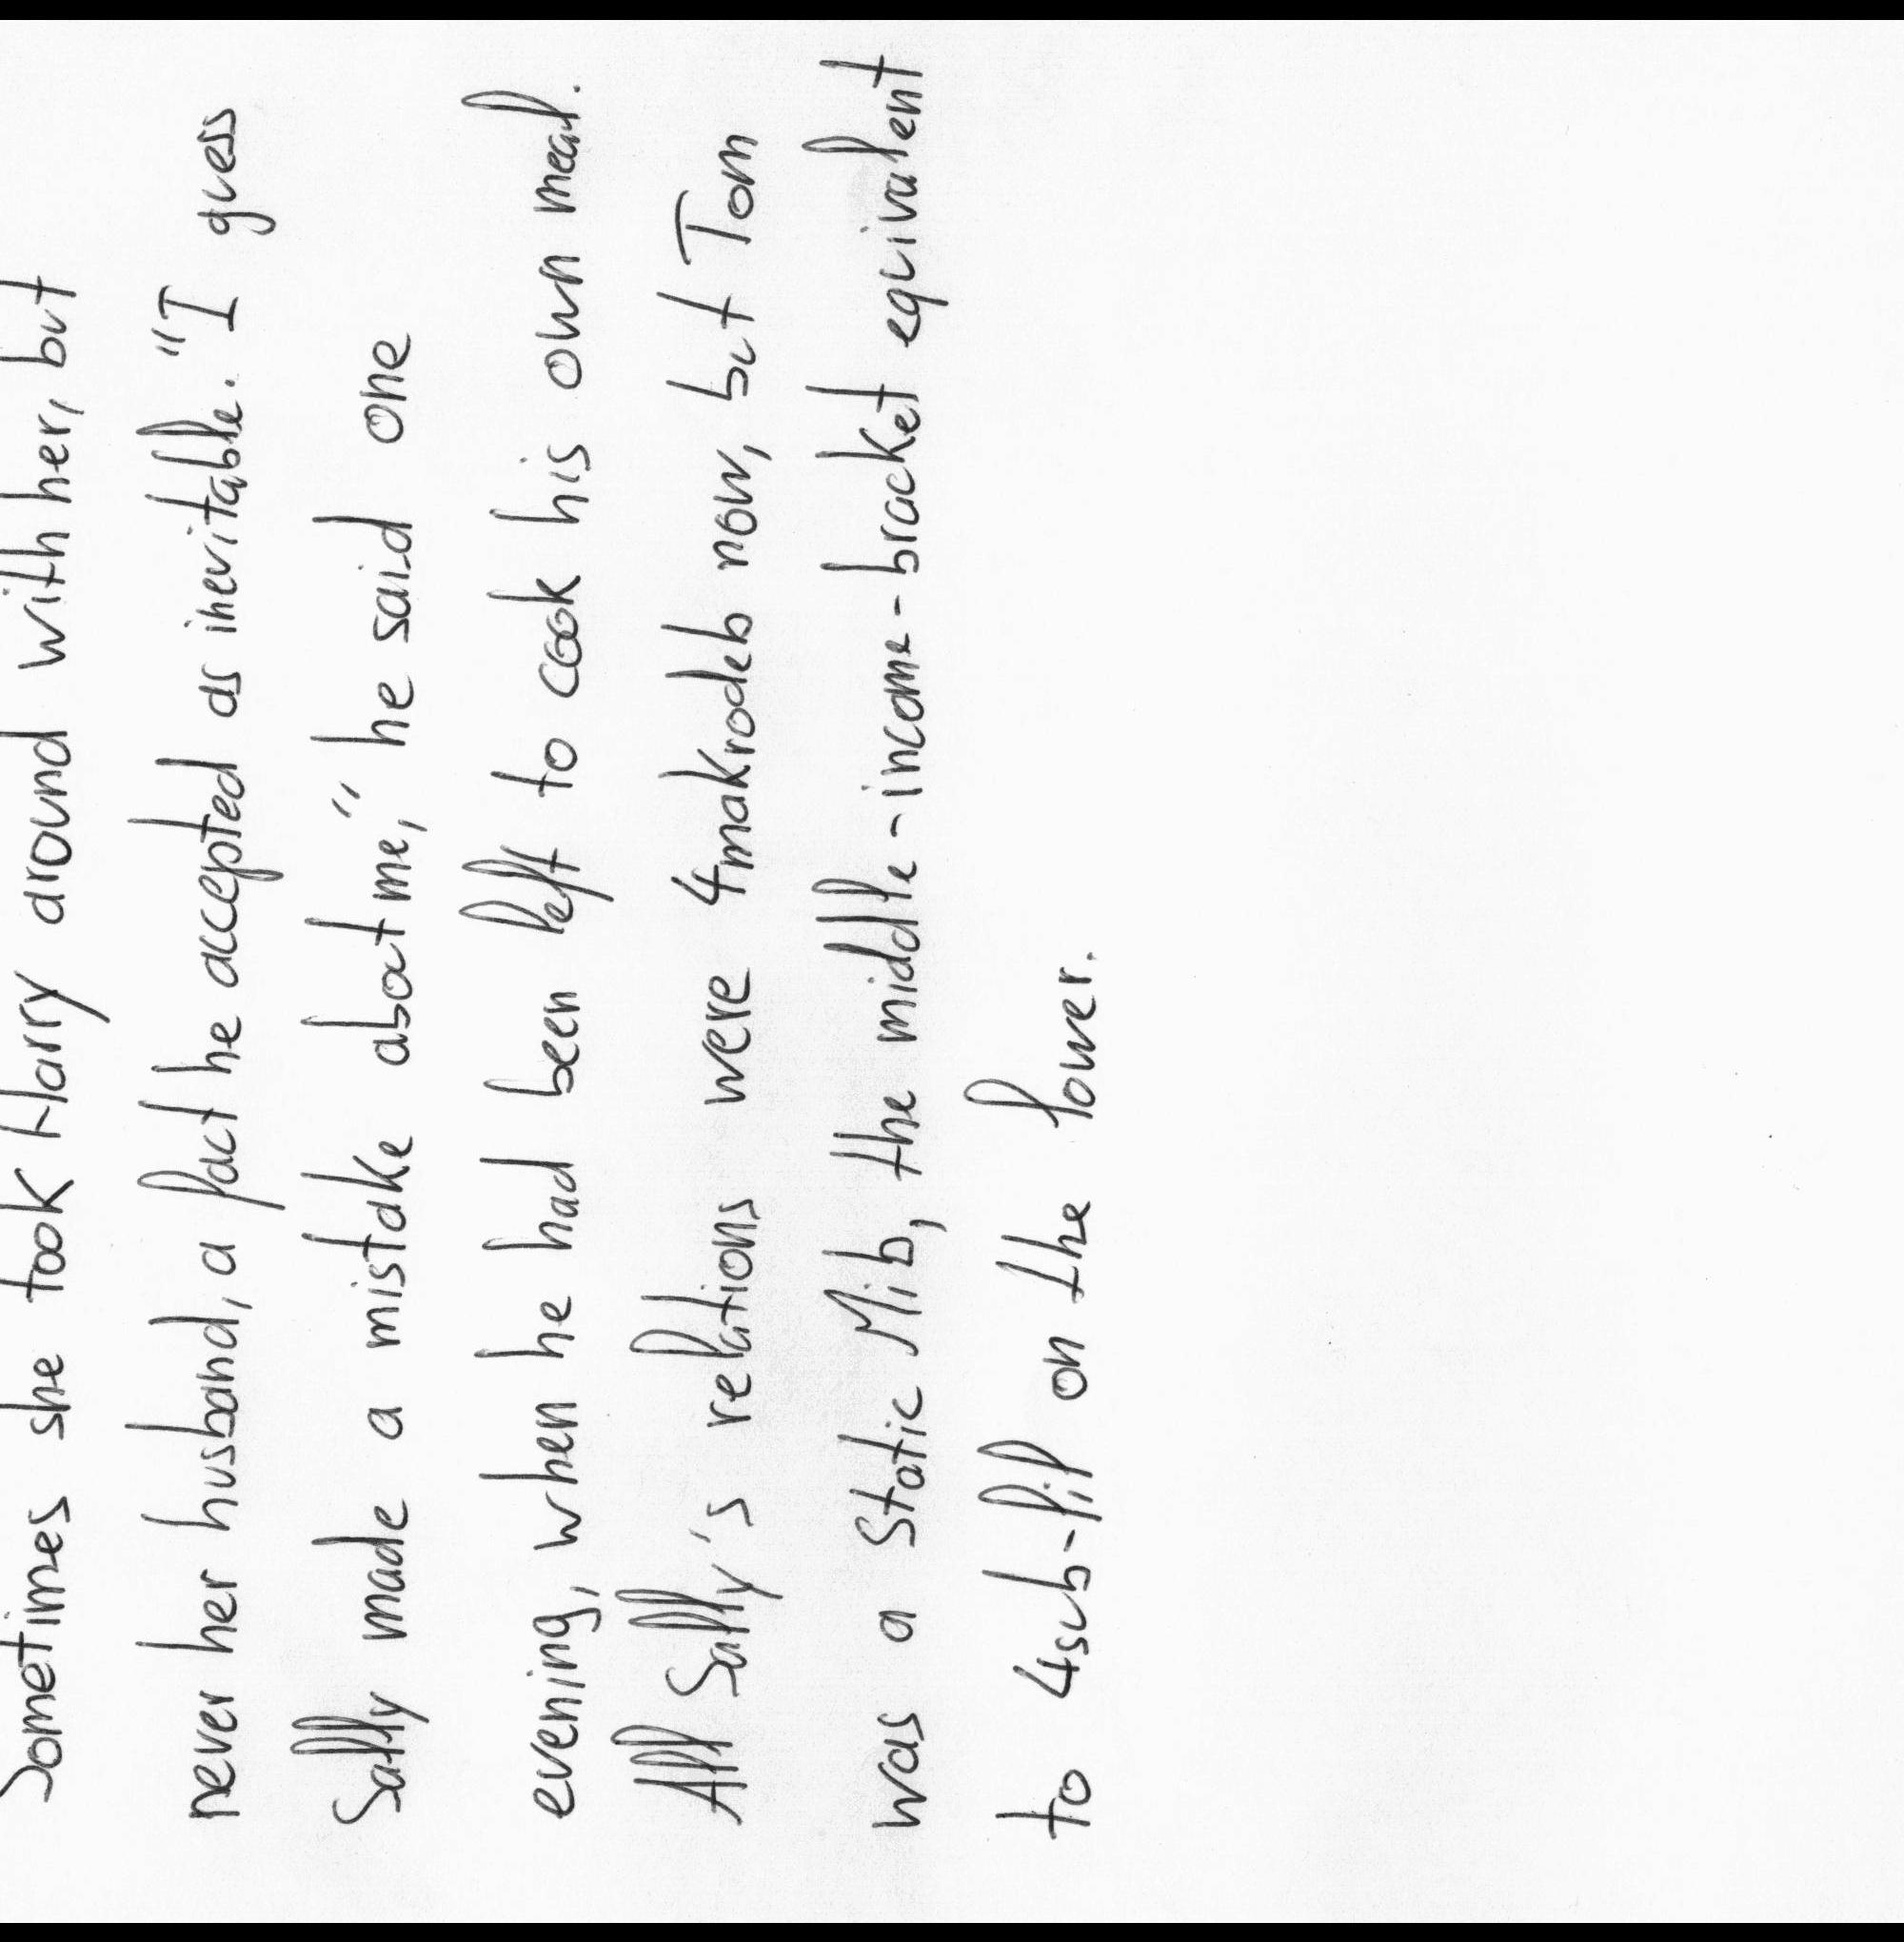 Sometimes she took Harry around with her, but
never her husband, a fact he accepted as inevitable. "I guess
Sally made a mistake about me," he said one
evening, when he had been left to cook his own meal.
All Sally's relations were 4makrodeb now, but Tom
was a Static Mib, the middle-income-bracket equivalent
to 4sub-lil on the lower.